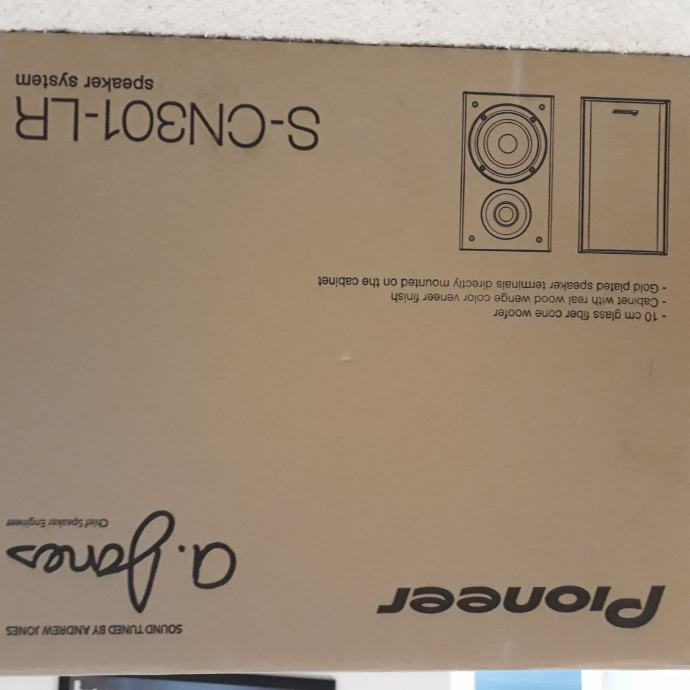 SOUND TUNED BY ANDREW JONES
Pioneer
a. Jones
Chief Speaker Engineer
- 10 cm glass fiber cone woofer
- Cabinet with real wood wenge color veneer finish
- Gold plated speaker terminals directly mounted on the cabinet
Pioneer
S-CN301-LR
speaker system